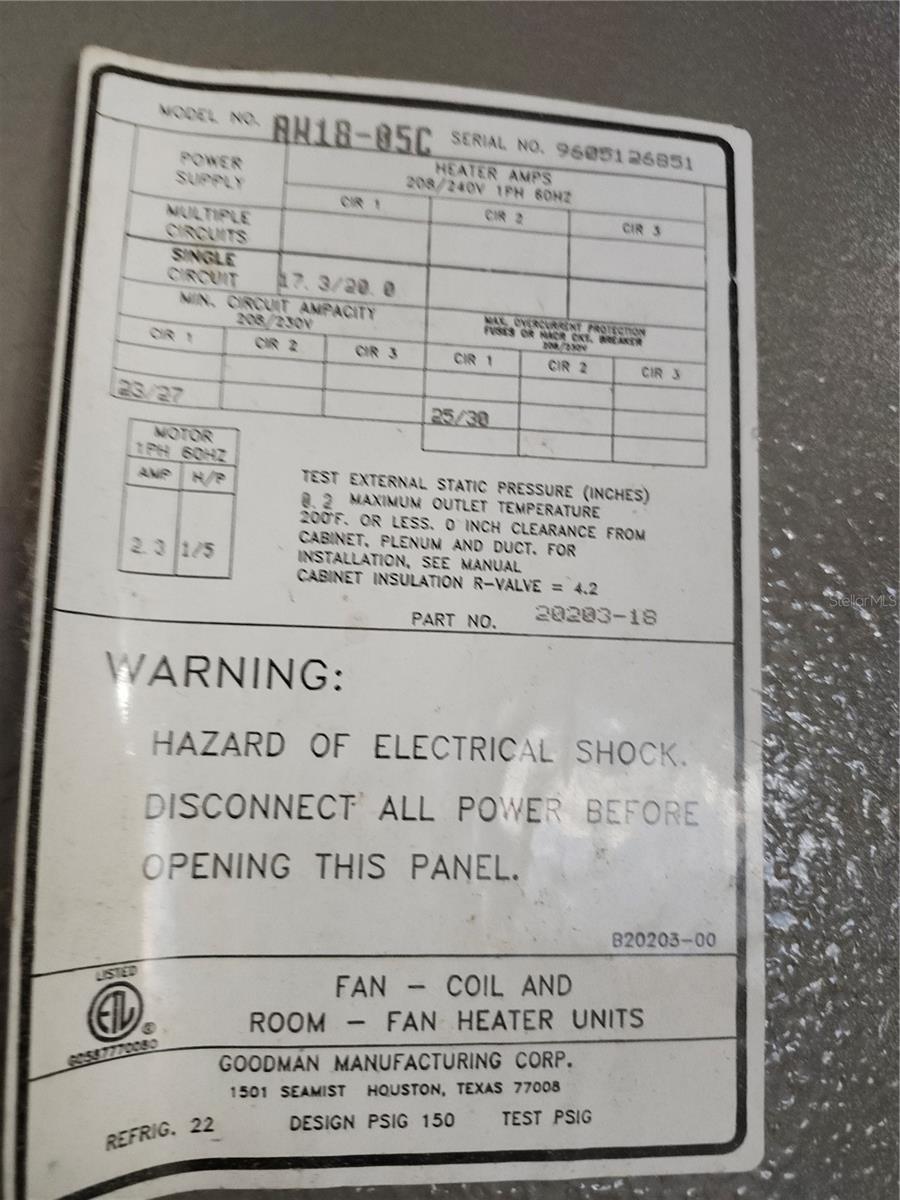 MODEL NO. AW18-05C SERIAL NO. 9605126851
POWER SUPPLY
HEATER AMPS
208/240V 1PH 60HZ
CIR 1 CIR 2 CIR 3
MULTIPLE
CIRCUITS
SINGLE
CIRCUIT 17.3/20.0
MIN. CIRCUIT AMPACITY
208/230V
MAX. OVERCURRENT PROTECTION
FUSES OR HACR CKT. BREAKER
208/230V
CIR 1 CIR 2 CIR 3 CIR 1 CIR 2 CIR 3
23/27 25/30
MOTOR
1PH 60HZ
AMP H/P
2.3 1/5
TEST EXTERNAL STATIC PRESSURE (INCHES)
0.2 MAXIMUM OUTLET TEMPERATURE
200°F. OR LESS. 0 INCH CLEARANCE FROM
CABINET, PLENUM AND DUCT. FOR
INSTALLATION, SEE MANUAL
CABINET INSULATION R-VALVE = 4.2
PART NO. 20203-18
WARNING:
HAZARD OF ELECTRICAL SHOCK.
DISCONNECT ALL POWER BEFORE
OPENING THIS PANEL.
B20203-00
LISTED
ETL ®
GO587770080
FAN - COIL AND
ROOM - FAN HEATER UNITS
GOODMAN MANUFACTURING CORP.
1501 SEAMIST HOUSTON, TEXAS 77008
REFRIG. 22 DESIGN PSIG 150 TEST PSIG
StellarMLS